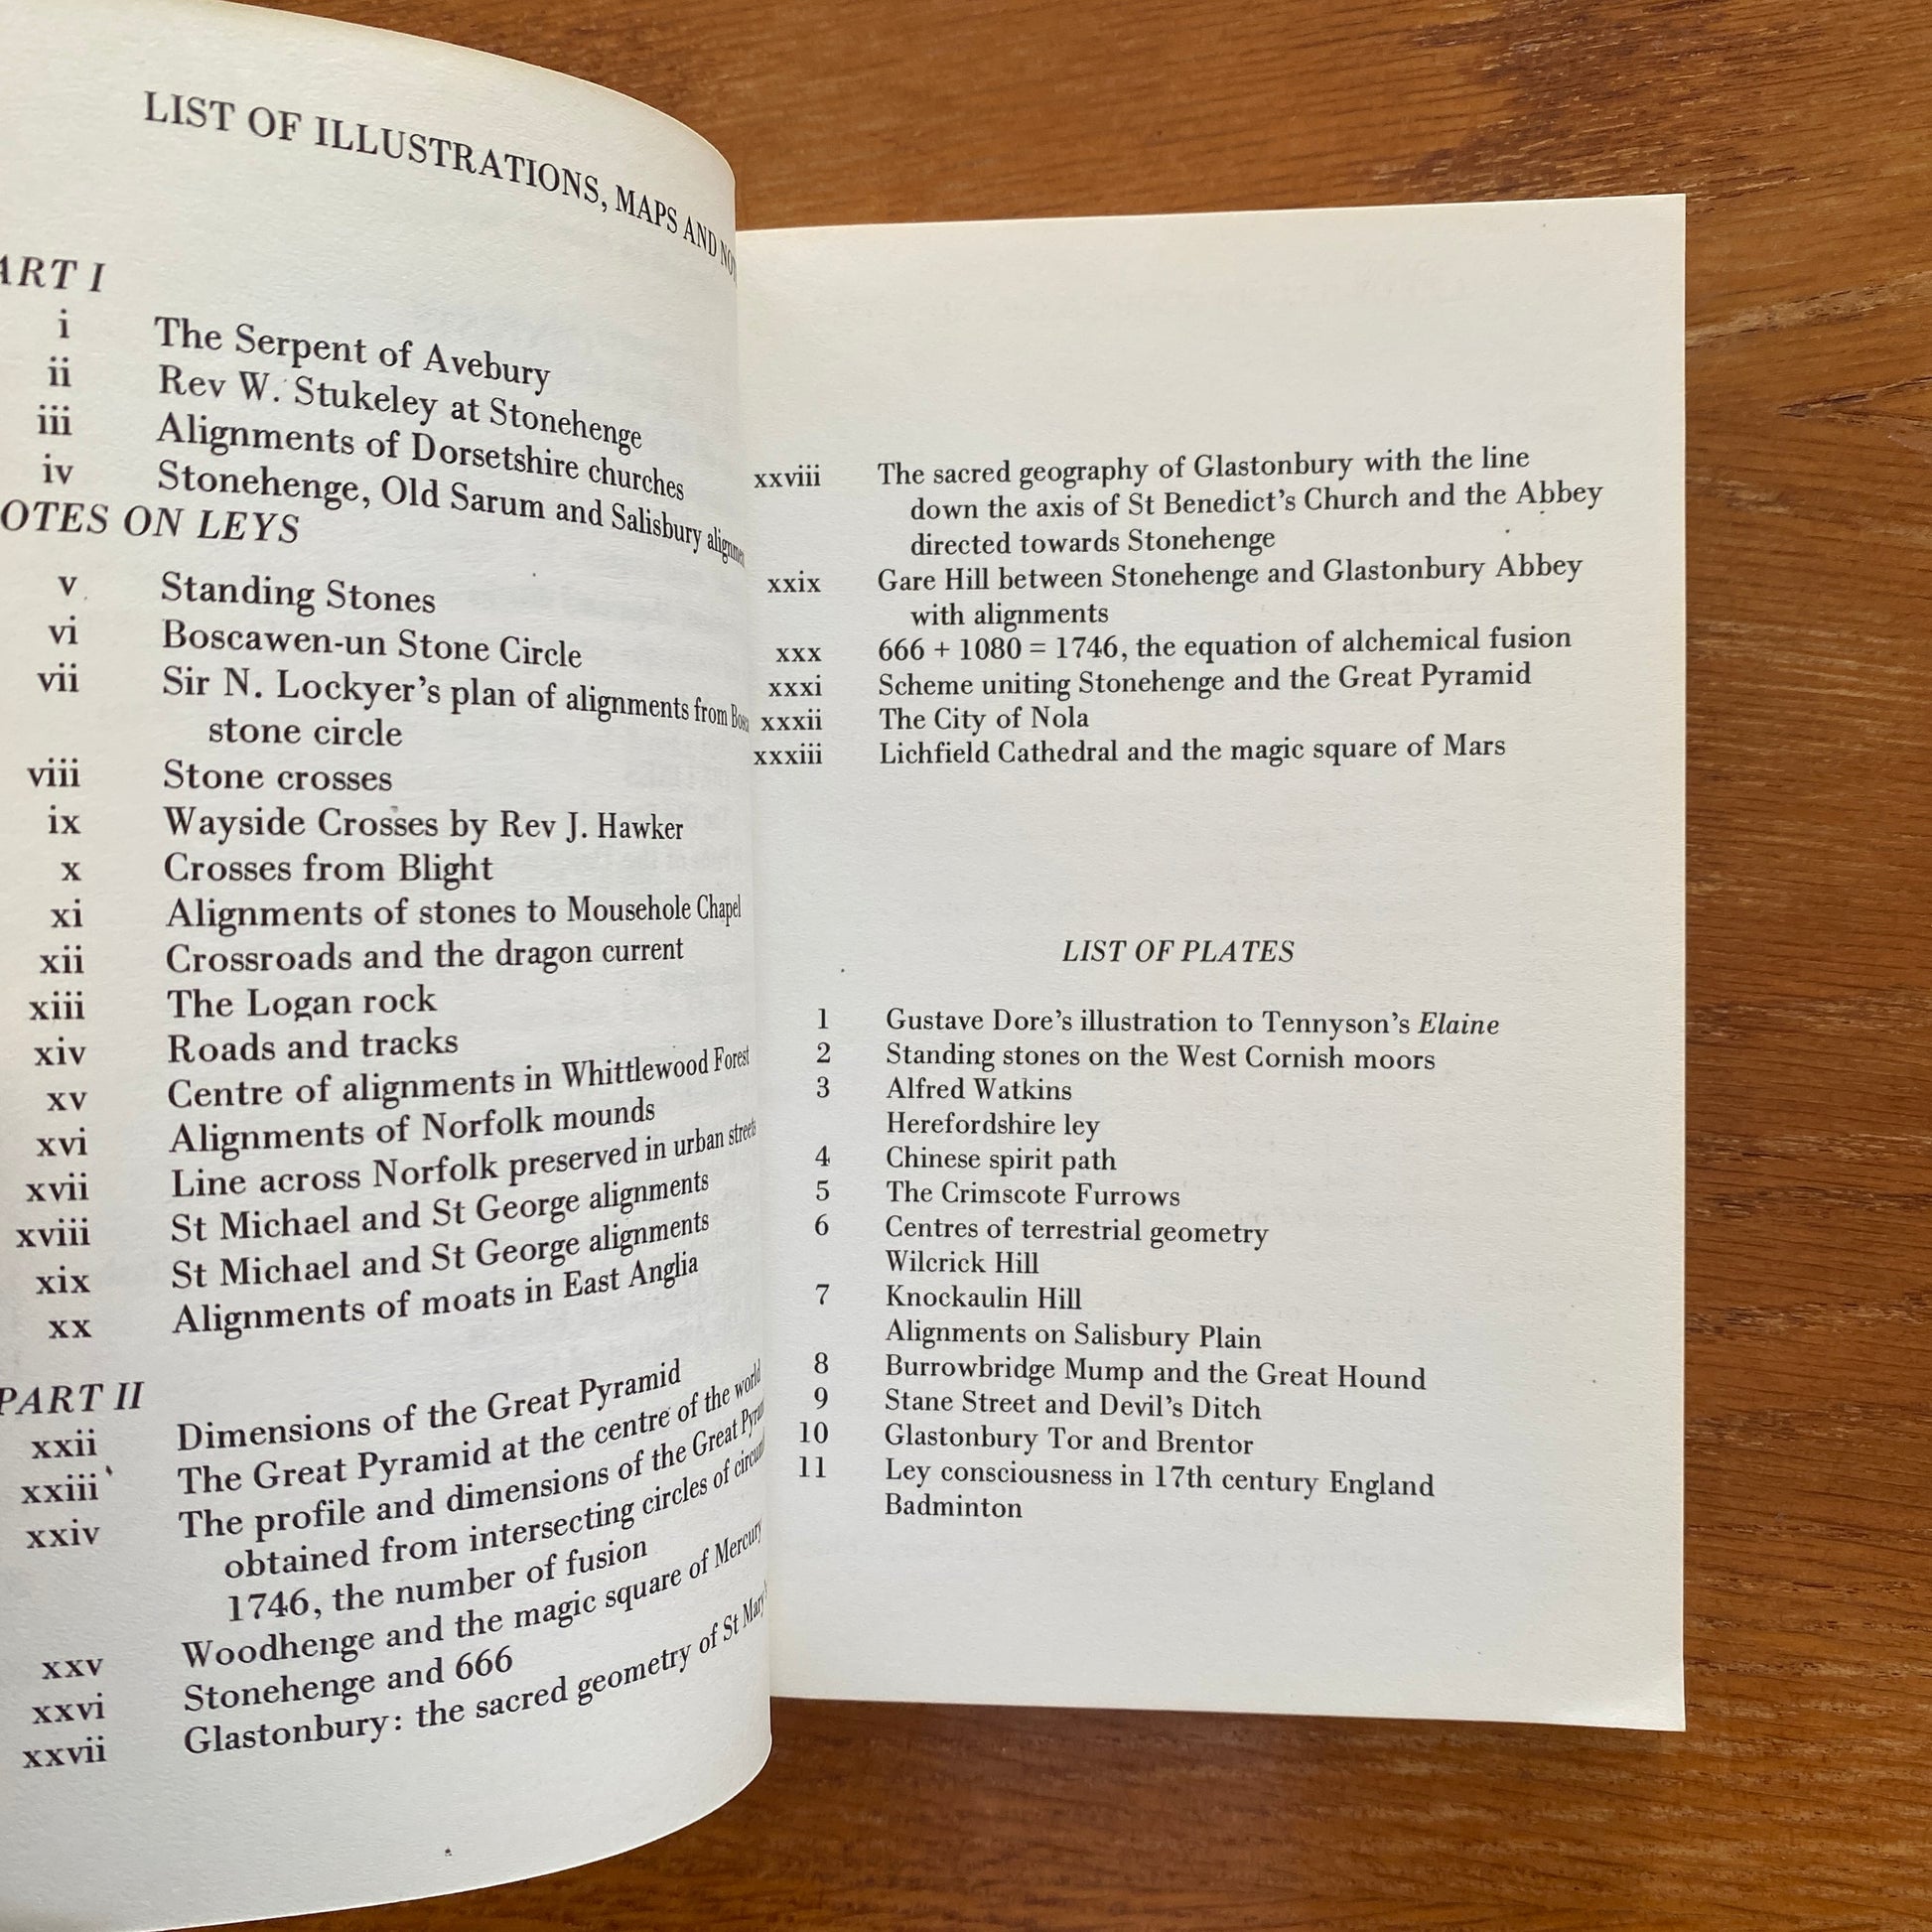 LIST OF ILLUSTRATIONS, MAPS AND
ART I
i The Serpent of Avebury
ii Rev W. Stukeley at Stonehenge
iii Alignments of Dorsetshire churches
iv Stonehenge, Old Sarum and Salisbury
OTES ON LEYS
v Standing Stones
vi Boscawen-un Stone Circle
vii Sir N. Lockyer's plan of alignments from
stone circle
viii Stone crosses
ix Wayside Crosses by Rev J. Hawker
x Crosses from Blight
xi Alignments of stones to Mousehole Chapel
xii Crossroads and the dragon current
xiii The Logan rock
xiv Roads and tracks
xv Centre of alignments in Whittlewood Forest
xvi Alignments of Norfolk mounds
xvii Line across Norfolk preserved in urban streets
xviii St Michael and St George alignments
xix St Michael and St George alignments
xx Alignments of moats in East Anglia
PART II
xxii Dimensions of the Great Pyramid
xxiii The Great Pyramid at the centre of the world
xxiv The profile and dimensions of the Great
obtained from intersecting circles of
1746, the number of fusion
xxv Woodhenge and the magic square of Mercury
xxvi Stonehenge and 666
xxvii Glastonbury: the sacred geometry of St
xxviii The sacred geography of Glastonbury with the line
down the axis of St Benedict's Church and the Abbey
directed towards Stonehenge
xxix Gare Hill between Stonehenge and Glastonbury Abbey
with alignments
xxx 666 + 1080 = 1746, the equation of alchemical fusion
xxxi Scheme uniting Stonehenge and the Great Pyramid
xxxii The City of Nola
xxxiii Lichfield Cathedral and the magic square of Mars
LIST OF PLATES
1 Gustave Dore's illustration to Tennyson's Elaine
2 Standing stones on the West Cornish moors
3 Alfred Watkins
Herefordshire ley
4 Chinese spirit path
5 The Crimscote Furrows
6 Centres of terrestrial geometry
Wilcrick Hill
7 Knockaulin Hill
Alignments on Salisbury Plain
8 Burrowbridge Mump and the Great Hound
9 Stane Street and Devil's Ditch
10 Glastonbury Tor and Brentor
11 Ley consciousness in 17th century England
Badminton